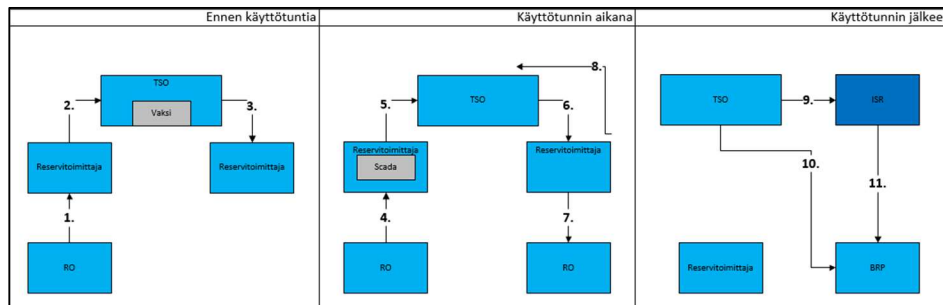 Ennen käyttötuntia
Käyttötunnin aikana
Käyttötunnin jälkee
TSO
Vaksi
2.
3.
Reservitoimittaja
Reservitoimittaja
1.
RO
8.
TSO
5.
6.
Reservitoimittaja
Scada
Reservitoimittaja
4.
7.
RO
RO
TSO
9.
ISR
10.
11.
Reservitoimittaja
BRP